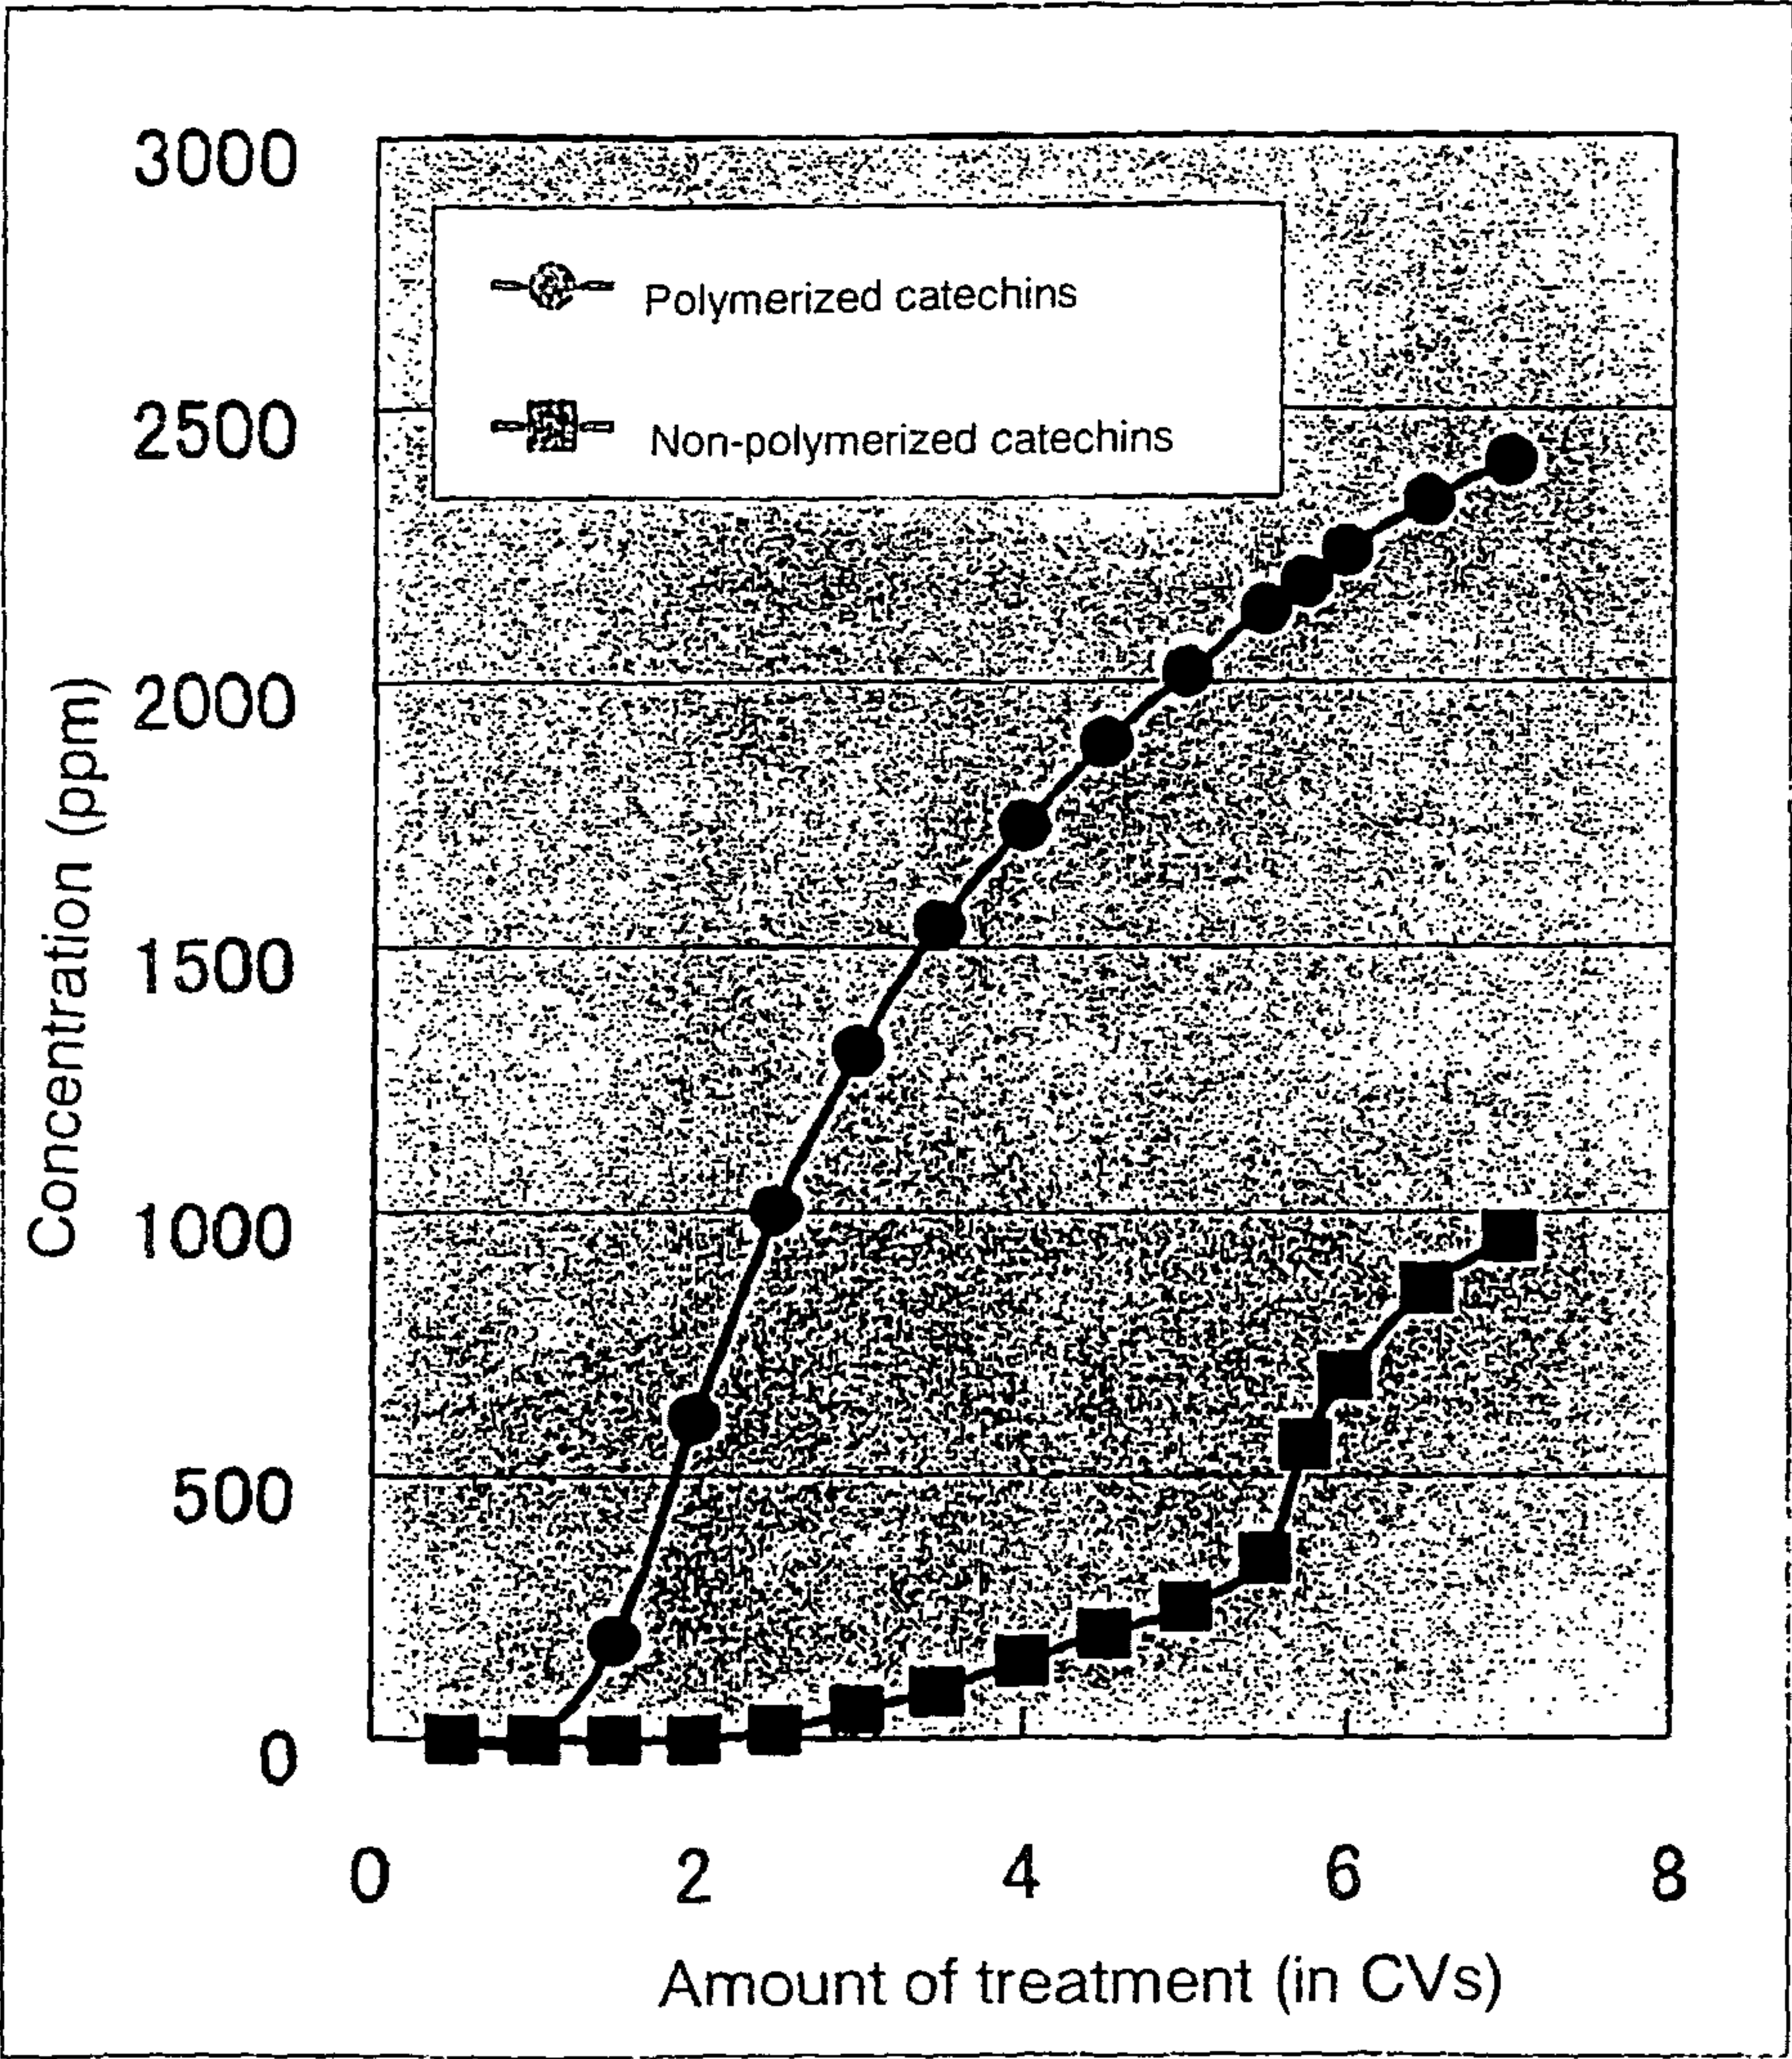 3000
Polymerized catechins
2500
Non-polymerized catechins
2000
1500
1000
500
0
Concentration (ppm)
0 2 4 6 8
Amount of treatment (in CVs)